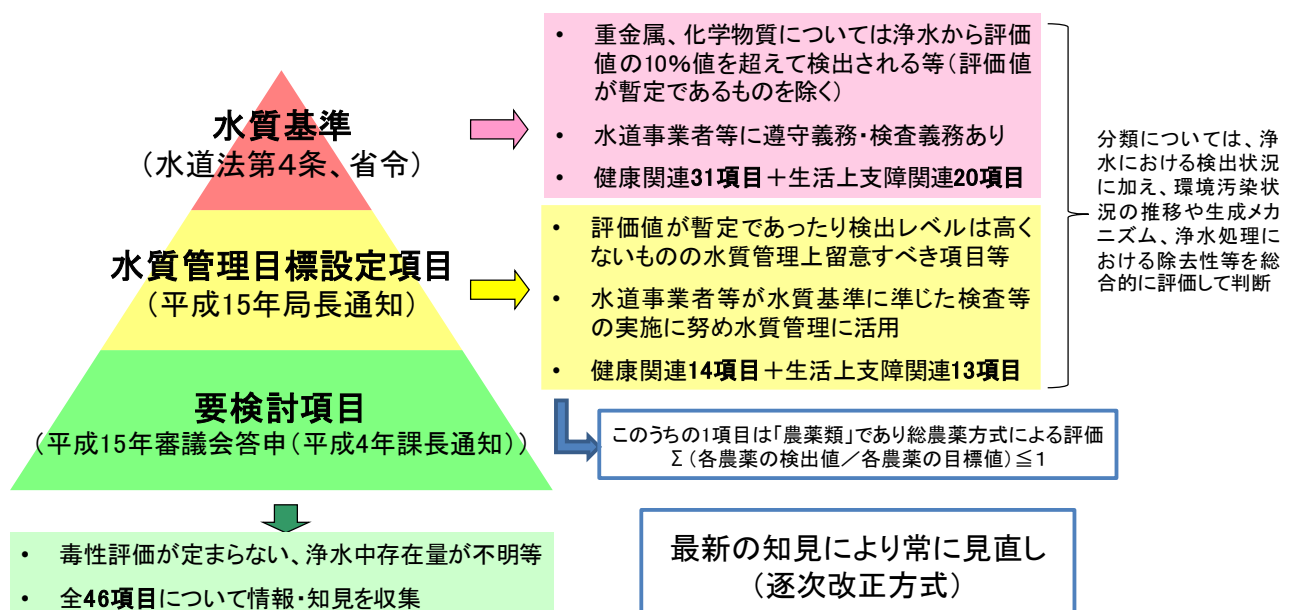 水質基準
（水道法第4条、省令）
水質管理目標設定項目
（平成15年局長通知）
要検討項目
（平成15年審議会答申（平成4年課長通知））
• 重金属、化学物質については浄水から評価
値の10％値を超えて検出される等（評価値
が暫定であるものを除く）
• 水道事業者等に遵守義務・検査義務あり
• 健康関連31項目＋生活上支障関連20項目
• 評価値が暫定であったり検出レベルは高く
ないものの水質管理上留意すべき項目等
• 水道事業者等が水質基準に準じた検査等
の実施に努め水質管理に活用
• 健康関連14項目＋生活上支障関連13項目
分類については、浄
水における検出状況
に加え、環境汚染状
況の推移や生成メカ
ニズム、浄水処理に
おける除去性等を総
合的に評価して判断
このうちの1項目は「農薬類」であり総農薬方式による評価
Σ（各農薬の検出値／各農薬の目標値）≦1
• 毒性評価が定まらない、浄水中存在量が不明等
• 全46項目について情報・知見を収集
最新の知見により常に見直し
（逐次改正方式）